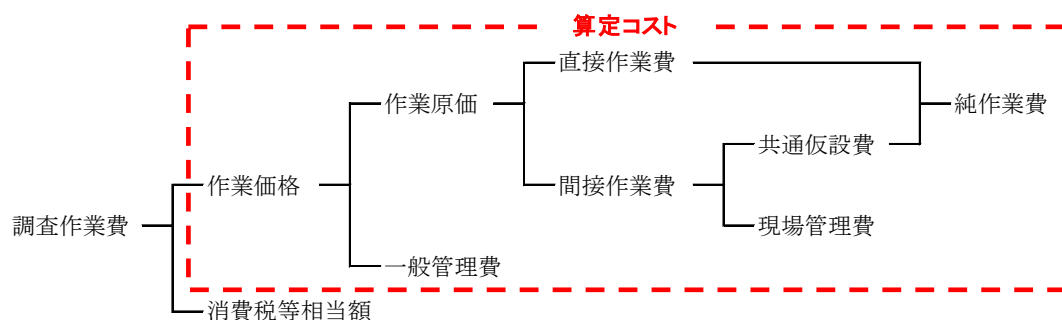 算定コスト
直接作業費
作業原価
純作業費
共通仮設費
作業価格
間接作業費
調査作業費
現場管理費
一般管理費
消費税等相当額